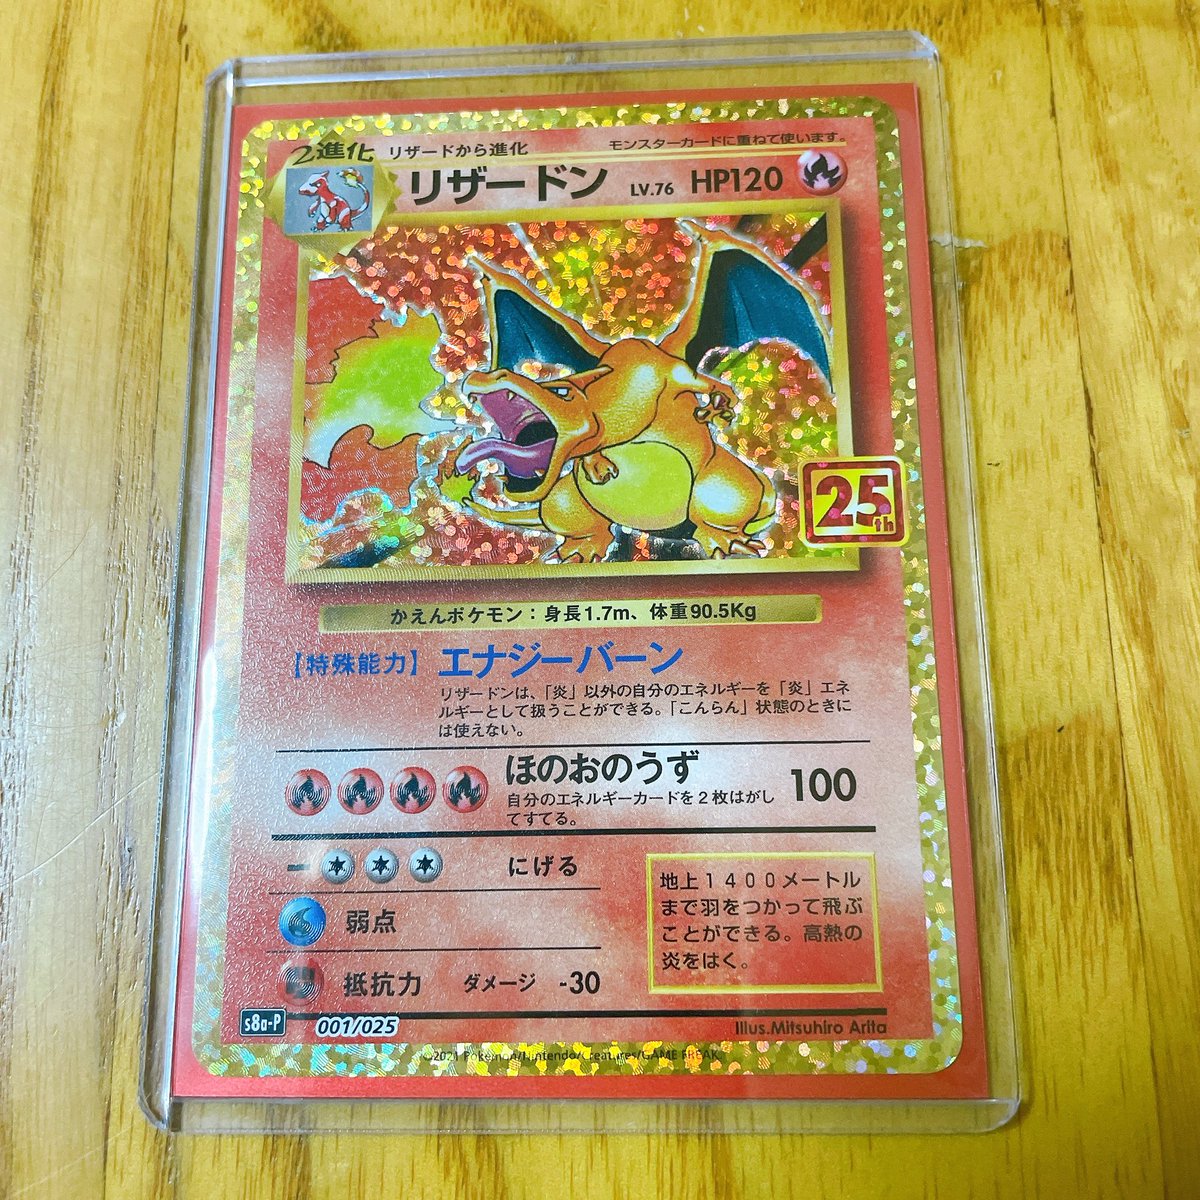 2進化 リザードから進化 モンスターカードに重ねて使います。
リザードン LV.76 HP120
25th
かえんポケモン：身長1.7m、体重90.5Kg
【特殊能力】 エナジーバーン
リザードンは、「炎」以外の自分のエネルギーを「炎」エネ
ルギーとして扱うことができる。「こんらん」状態のときに
は使えない。
ほのおのうず 100
自分のエネルギーカードを２枚はがし
てすてる。
にげる
弱点
抵抗力 ダメージ -30
地上１４００メートル
まで羽をつかって飛ぶ
ことができる。高熱の
炎をはく。
s8a-P 001/025 Illus.Mitsuhiro Arita
©2021 Pokémon/Nintendo/Creatures/GAME FREAK.